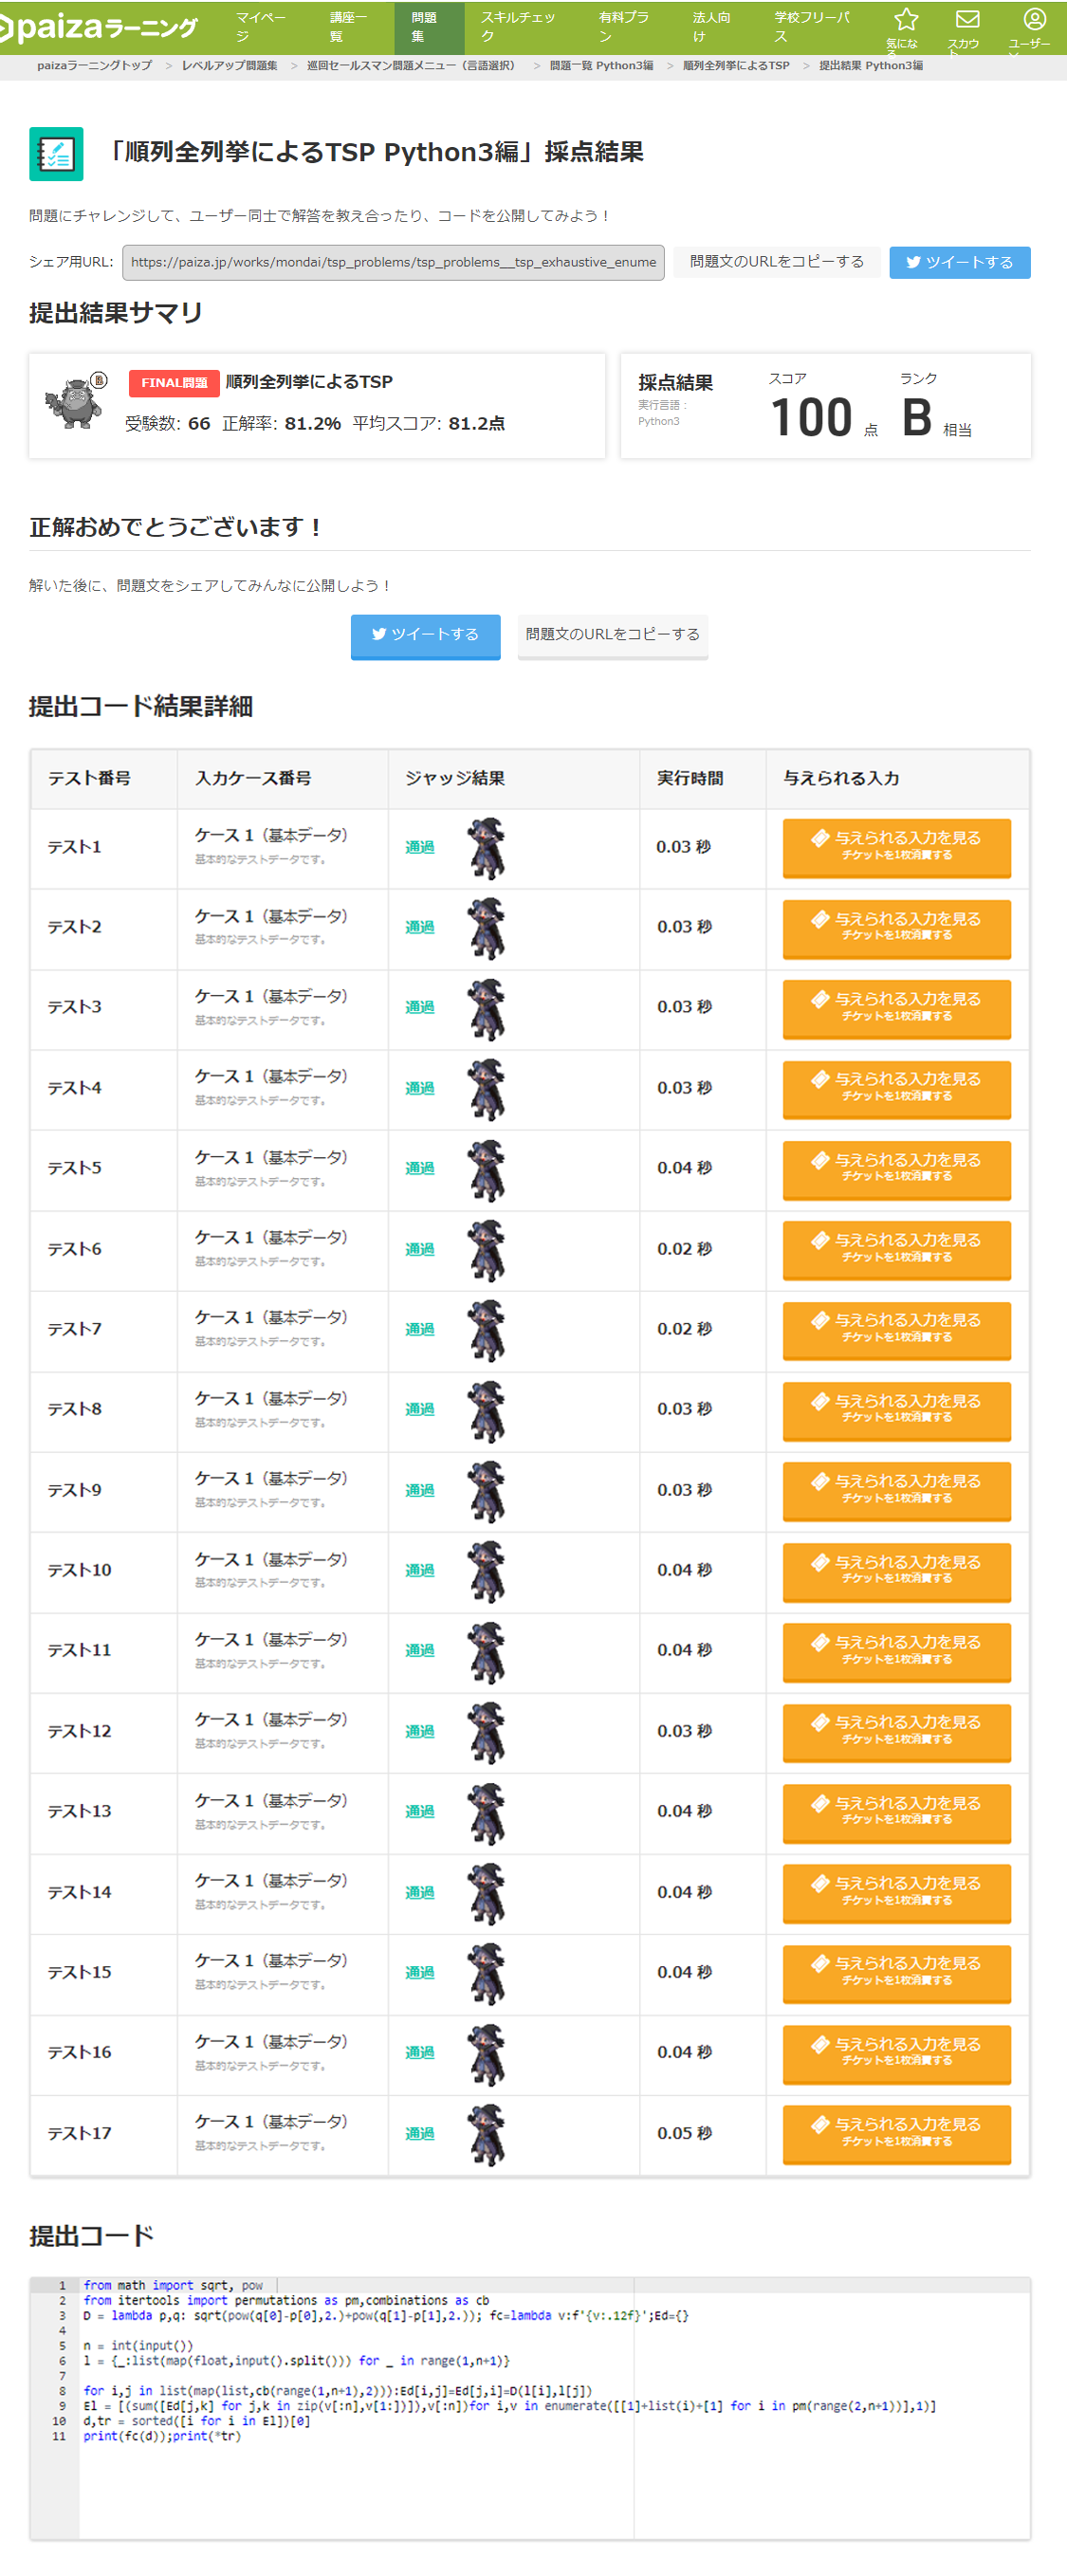 paizaラーニング
マイページ
講座一覧
問題集
スキルチェック
有料プラン
法人向け
学校フリーパス
気になる
スカウト
ユーザー
paizaラーニングトップ > レベルアップ問題集 > 巡回セールスマン問題メニュー（言語選択） > 問題一覧 Python3編 > 順列全列挙によるTSP > 提出結果 Python3編
「順列全列挙によるTSP Python3編」採点結果
問題にチャレンジして、ユーザー同士で解答を教え合ったり、コードを公開してみよう！
シェア用URL: https://paiza.jp/works/mondai/tsp_problems/tsp_problems__tsp_exhaustive_enume 問題文のURLをコピーする ツイートする
提出結果サマリ
B
FINAL問題 順列全列挙によるTSP
受験数: 66 正解率: 81.2% 平均スコア: 81.2点
採点結果 スコア ランク
実行言語：
Python3
100 点 B 相当
正解おめでとうございます！
解いた後に、問題文をシェアしてみんなに公開しよう！
ツイートする 問題文のURLをコピーする
提出コード結果詳細
テスト番号 入力ケース番号 ジャッジ結果 実行時間 与えられる入力
テスト1 ケース 1（基本データ） 通過 0.03 秒 与えられる入力を見る
基本的なテストデータです。 チケットを1枚消費する
テスト2 ケース 1（基本データ） 通過 0.03 秒 与えられる入力を見る
基本的なテストデータです。 チケットを1枚消費する
テスト3 ケース 1（基本データ） 通過 0.03 秒 与えられる入力を見る
基本的なテストデータです。 チケットを1枚消費する
テスト4 ケース 1（基本データ） 通過 0.03 秒 与えられる入力を見る
基本的なテストデータです。 チケットを1枚消費する
テスト5 ケース 1（基本データ） 通過 0.04 秒 与えられる入力を見る
基本的なテストデータです。 チケットを1枚消費する
テスト6 ケース 1（基本データ） 通過 0.02 秒 与えられる入力を見る
基本的なテストデータです。 チケットを1枚消費する
テスト7 ケース 1（基本データ） 通過 0.02 秒 与えられる入力を見る
基本的なテストデータです。 チケットを1枚消費する
テスト8 ケース 1（基本データ） 通過 0.03 秒 与えられる入力を見る
基本的なテストデータです。 チケットを1枚消費する
テスト9 ケース 1（基本データ） 通過 0.03 秒 与えられる入力を見る
基本的なテストデータです。 チケットを1枚消費する
テスト10 ケース 1（基本データ） 通過 0.04 秒 与えられる入力を見る
基本的なテストデータです。 チケットを1枚消費する
テスト11 ケース 1（基本データ） 通過 0.04 秒 与えられる入力を見る
基本的なテストデータです。 チケットを1枚消費する
テスト12 ケース 1（基本データ） 通過 0.03 秒 与えられる入力を見る
基本的なテストデータです。 チケットを1枚消費する
テスト13 ケース 1（基本データ） 通過 0.04 秒 与えられる入力を見る
基本的なテストデータです。 チケットを1枚消費する
テスト14 ケース 1（基本データ） 通過 0.04 秒 与えられる入力を見る
基本的なテストデータです。 チケットを1枚消費する
テスト15 ケース 1（基本データ） 通過 0.04 秒 与えられる入力を見る
基本的なテストデータです。 チケットを1枚消費する
テスト16 ケース 1（基本データ） 通過 0.04 秒 与えられる入力を見る
基本的なテストデータです。 チケットを1枚消費する
テスト17 ケース 1（基本データ） 通過 0.05 秒 与えられる入力を見る
基本的なテストデータです。 チケットを1枚消費する
提出コード
1 from math import sqrt, pow
2 from itertools import permutations as pm,combinations as cb
3 D = lambda p,q: sqrt(pow(q[0]-p[0],2.)+pow(q[1]-p[1],2.)); fc=lambda v:f'{v:.12f}';Ed={}
4
5 n = int(input())
6 l = {_:list(map(float,input().split())) for _ in range(1,n+1)}
7
8 for i,j in list(map(list,cb(range(1,n+1),2))):Ed[i,j]=Ed[j,i]=D(l[i],l[j])
9 El = [(sum([Ed[j,k] for j,k in zip(v[:n],v[1:])]),v[:n])for i,v in enumerate([[1]+list(i)+[1] for i in pm(range(2,n+1))],1)]
10 d,tr = sorted([i for i in El])[0]
11 print(fc(d));print(*tr)